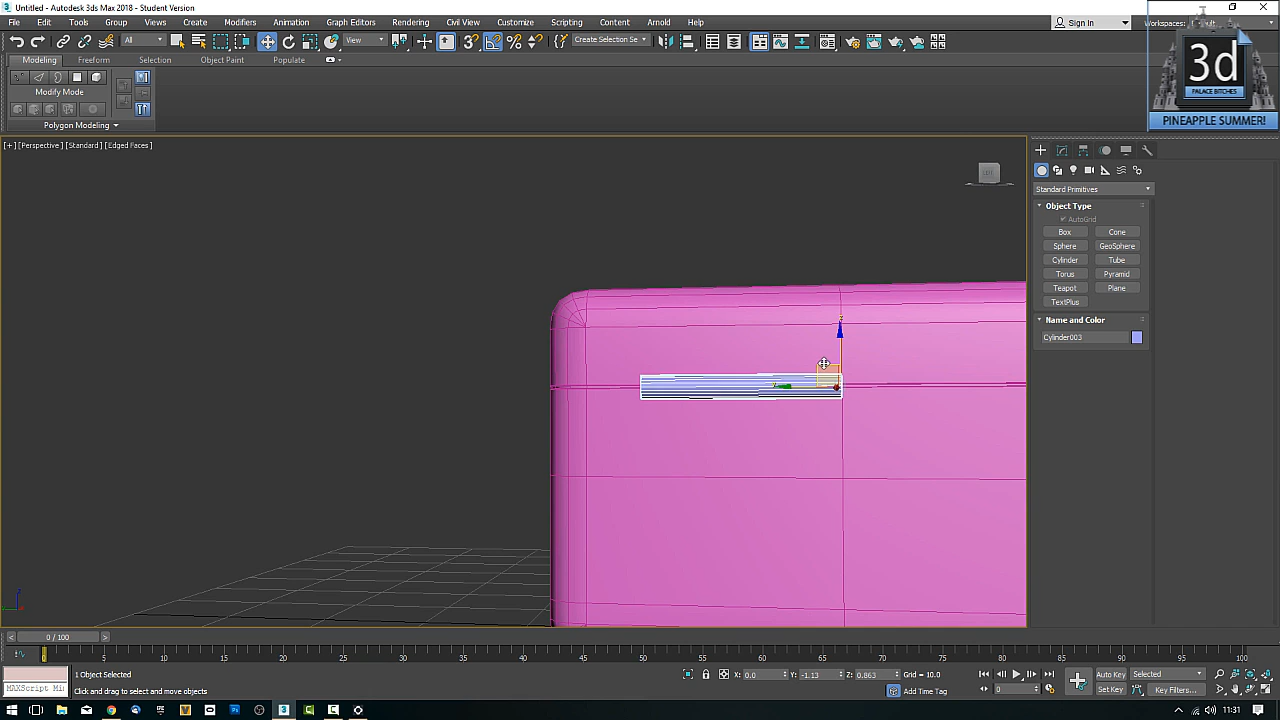 Untitled - Autodesk 3ds Max 2018 - Student Version
File Edit Tools Group Views Create Modifiers Animation Graph Editors Rendering Civil View Customize Scripting Content Arnold Help
Sign In Workspaces:
All View Create Selection Se
Modeling Freeform Selection Object Paint Populate
Modify Mode
Polygon Modeling
3d
PALACE BITCHES
PINEAPPLE SUMMER!
[+] [Perspective] [Standard] [Edged Faces]
LEFT
Standard Primitives
Object Type
AutoGrid
Box Cone
Sphere GeoSphere
Cylinder Tube
Torus Pyramid
Teapot Plane
TextPlus
Name and Color
Cylinder003
0 / 100
0 5 10 15 20 25 30 35 40 45 50 55 60 65 70 75 80 85 90 95 100
1 Object Selected
X: 0.0 Y: -1.13 Z: 0.863 Grid = 10.0
Auto Key Selected
MAXScript Mi
Click and drag to select and move objects
Add Time Tag
0
Set Key Key Filters...
11:31